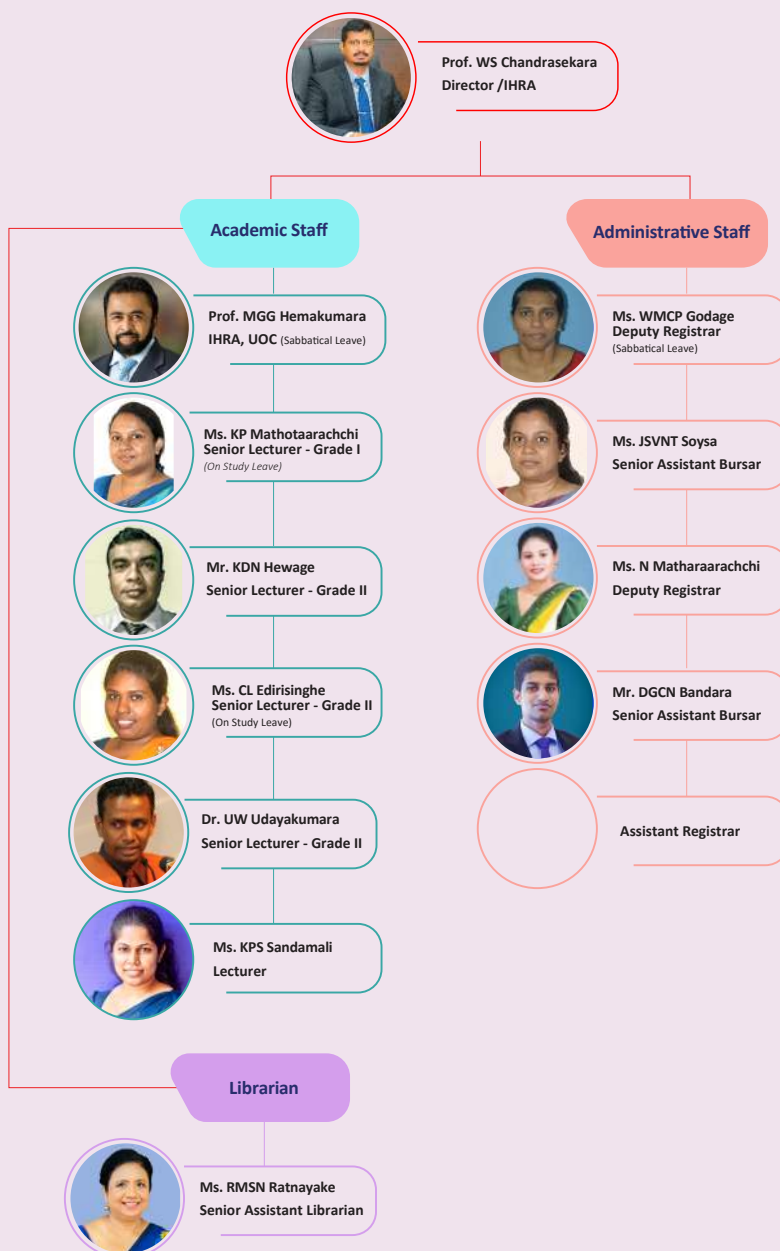 Prof. WS Chandrasekara
Director /IHRA
Academic Staff
Prof. MGG Hemakumara
IHRA, UOC (Sabbatical Leave)
Ms. KP Mathotaarachchi
Senior Lecturer - Grade I
(On Study Leave)
Mr. KDN Hewage
Senior Lecturer - Grade II
Ms. CL Edirisinghe
Senior Lecturer - Grade II
(On Study Leave)
Dr. UW Udayakumara
Senior Lecturer - Grade II
Ms. KPS Sandamali
Lecturer
Administrative Staff
Ms. WMCP Godage
Deputy Registrar
(Sabbatical Leave)
Ms. JSVNT Soysa
Senior Assistant Bursar
Ms. N Matharaarachchi
Deputy Registrar
Mr. DGCN Bandara
Senior Assistant Bursar
Assistant Registrar
Librarian
Ms. RMSN Ratnayake
Senior Assistant Librarian